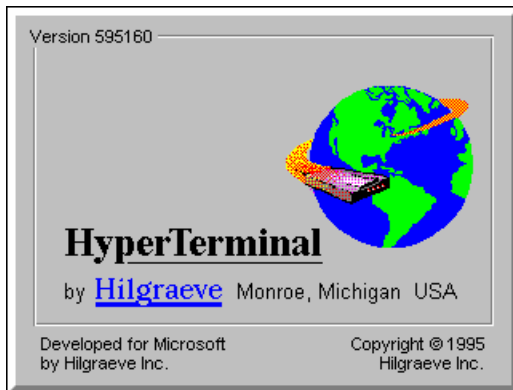 Version 595160
HyperTerminal
by Hilgraeve Monroe, Michigan USA
Developed for Microsoft
by Hilgraeve Inc.
Copyright © 1995
Hilgraeve Inc.